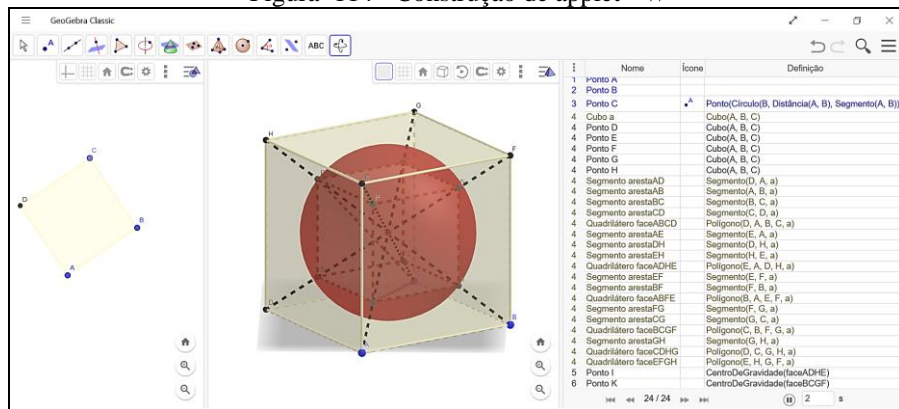 GeoGebra Classic
ABC
C
D
B
A
G
H
F
D
B
Nome Ícone Definição
1 Ponto A
2 Ponto B
3 Ponto C Ponto(Círculo(B, Distância(A, B), Segmento(A, B))
4 Cubo a Cubo(A, B, C)
4 Ponto D Cubo(A, B, C)
4 Ponto E Cubo(A, B, C)
4 Ponto F Cubo(A, B, C)
4 Ponto G Cubo(A, B, C)
4 Ponto H Cubo(A, B, C)
4 Segmento arestaAD Segmento(D, A, a)
4 Segmento arestaAB Segmento(A, B, a)
4 Segmento arestaBC Segmento(B, C, a)
4 Segmento arestaCD Segmento(C, D, a)
4 Quadrilátero faceABCD Polígono(D, A, B, C, a)
4 Segmento arestaAE Segmento(E, A, a)
4 Segmento arestaDH Segmento(D, H, a)
4 Segmento arestaEH Segmento(H, E, a)
4 Quadrilátero faceADHE Polígono(E, A, D, H, a)
4 Segmento arestaEF Segmento(E, F, a)
4 Segmento arestaBF Segmento(F, B, a)
4 Quadrilátero faceABFE Polígono(B, A, E, F, a)
4 Segmento arestaFG Segmento(F, G, a)
4 Segmento arestaCG Segmento(G, C, a)
4 Quadrilátero faceBCGF Polígono(C, B, F, G, a)
4 Segmento arestaGH Segmento(G, H, a)
4 Quadrilátero faceCDHG Polígono(D, C, G, H, a)
4 Quadrilátero faceEFGH Polígono(E, H, G, F, a)
5 Ponto I CentroDeGravidade(faceADHE)
6 Ponto K CentroDeGravidade(faceBCGF)
24 / 24 2 s